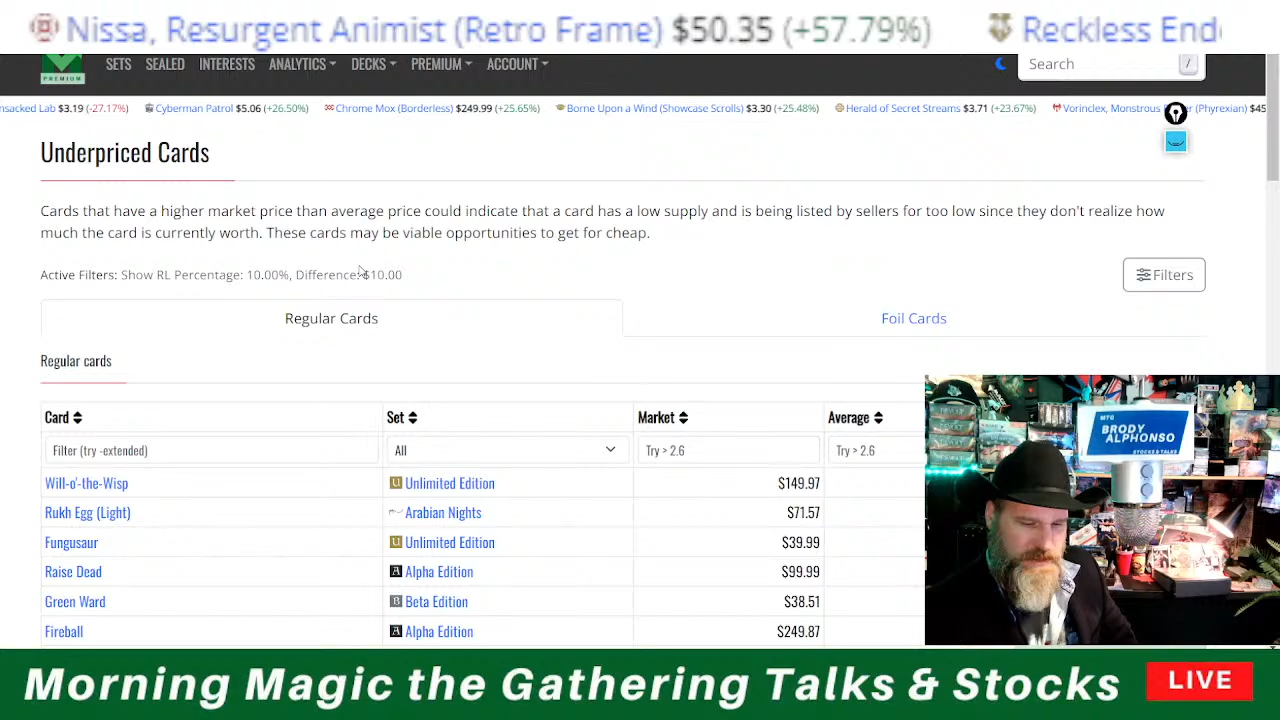 Nissa, Resurgent Animist (Retro Frame) $50.35 (+57.79%) Reckless End
PREMIUM SETS SEALED INTERESTS ANALYTICS DECKS PREMIUM ACCOUNT Search /
nsacked Lab $3.19 (-27.17%) Cyberman Patrol $5.06 (+26.50%) Chrome Mox (Borderless) $249.99 (+25.65%) Borne Upon a Wind (Showcase Scrolls) $3.30 (+25.48%) Herald of Secret Streams $3.71 (+23.67%) Vorinclex, Monstrous r (Phyrexian) $45
Underpriced Cards
Cards that have a higher market price than average price could indicate that a card has a low supply and is being listed by sellers for too low since they don't realize how
much the card is currently worth. These cards may be viable opportunities to get for cheap.
Active Filters: Show RL Percentage: 10.00%, Difference: $10.00
Filters
Regular Cards Foil Cards
Regular cards
Card Set Market Average
Filter (try -extended) All Try > 2.6 Try > 2.6
Will-o'-the-Wisp Unlimited Edition $149.97
Rukh Egg (Light) Arabian Nights $71.57
Fungusaur Unlimited Edition $39.99
Raise Dead Alpha Edition $99.99
Green Ward Beta Edition $38.51
Fireball Alpha Edition $249.87
MTG
BRODY
ALPHONSO
STOCKS & TALKS
Morning Magic the Gathering Talks & Stocks LIVE